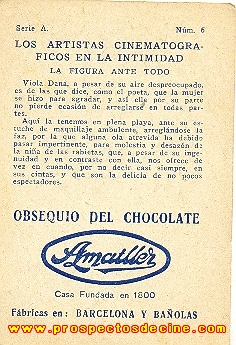 Serie A. Núm. 6
LOS ARTISTAS CINEMATOGRA-
FICOS EN LA INTIMIDAD
LA FIGURA ANTE TODO
Viola Dana, a pesar de su aire despreocupado,
es de las que dice, cómo el poeta, que la mujer
se hizo para agradar, y así ella por su parte
no pierde ocasión de arreglarse en todas par-
tes.
Aquí la tenemos en plena playa, ante su es-
tuche de maquillaje ambulante, arreglándose la
faz, por la que alguna ola atrevida ha debido
pasar impertinente, para molestia y desazón de
la niña de las rabietas, que, a pesar de su inge-
nuidad y en contraste con ella, nos ofrece de vez
en cuando, por no decir casi siempre, en
sus cintas, y que son la delicia de no pocos
espectadores.
OBSEQUIO DEL CHOCOLATE
Amatller
Casa Fundada en 1800
Fábricas en: BARCELONA Y BAÑOLAS
www.prospectosdecine.com